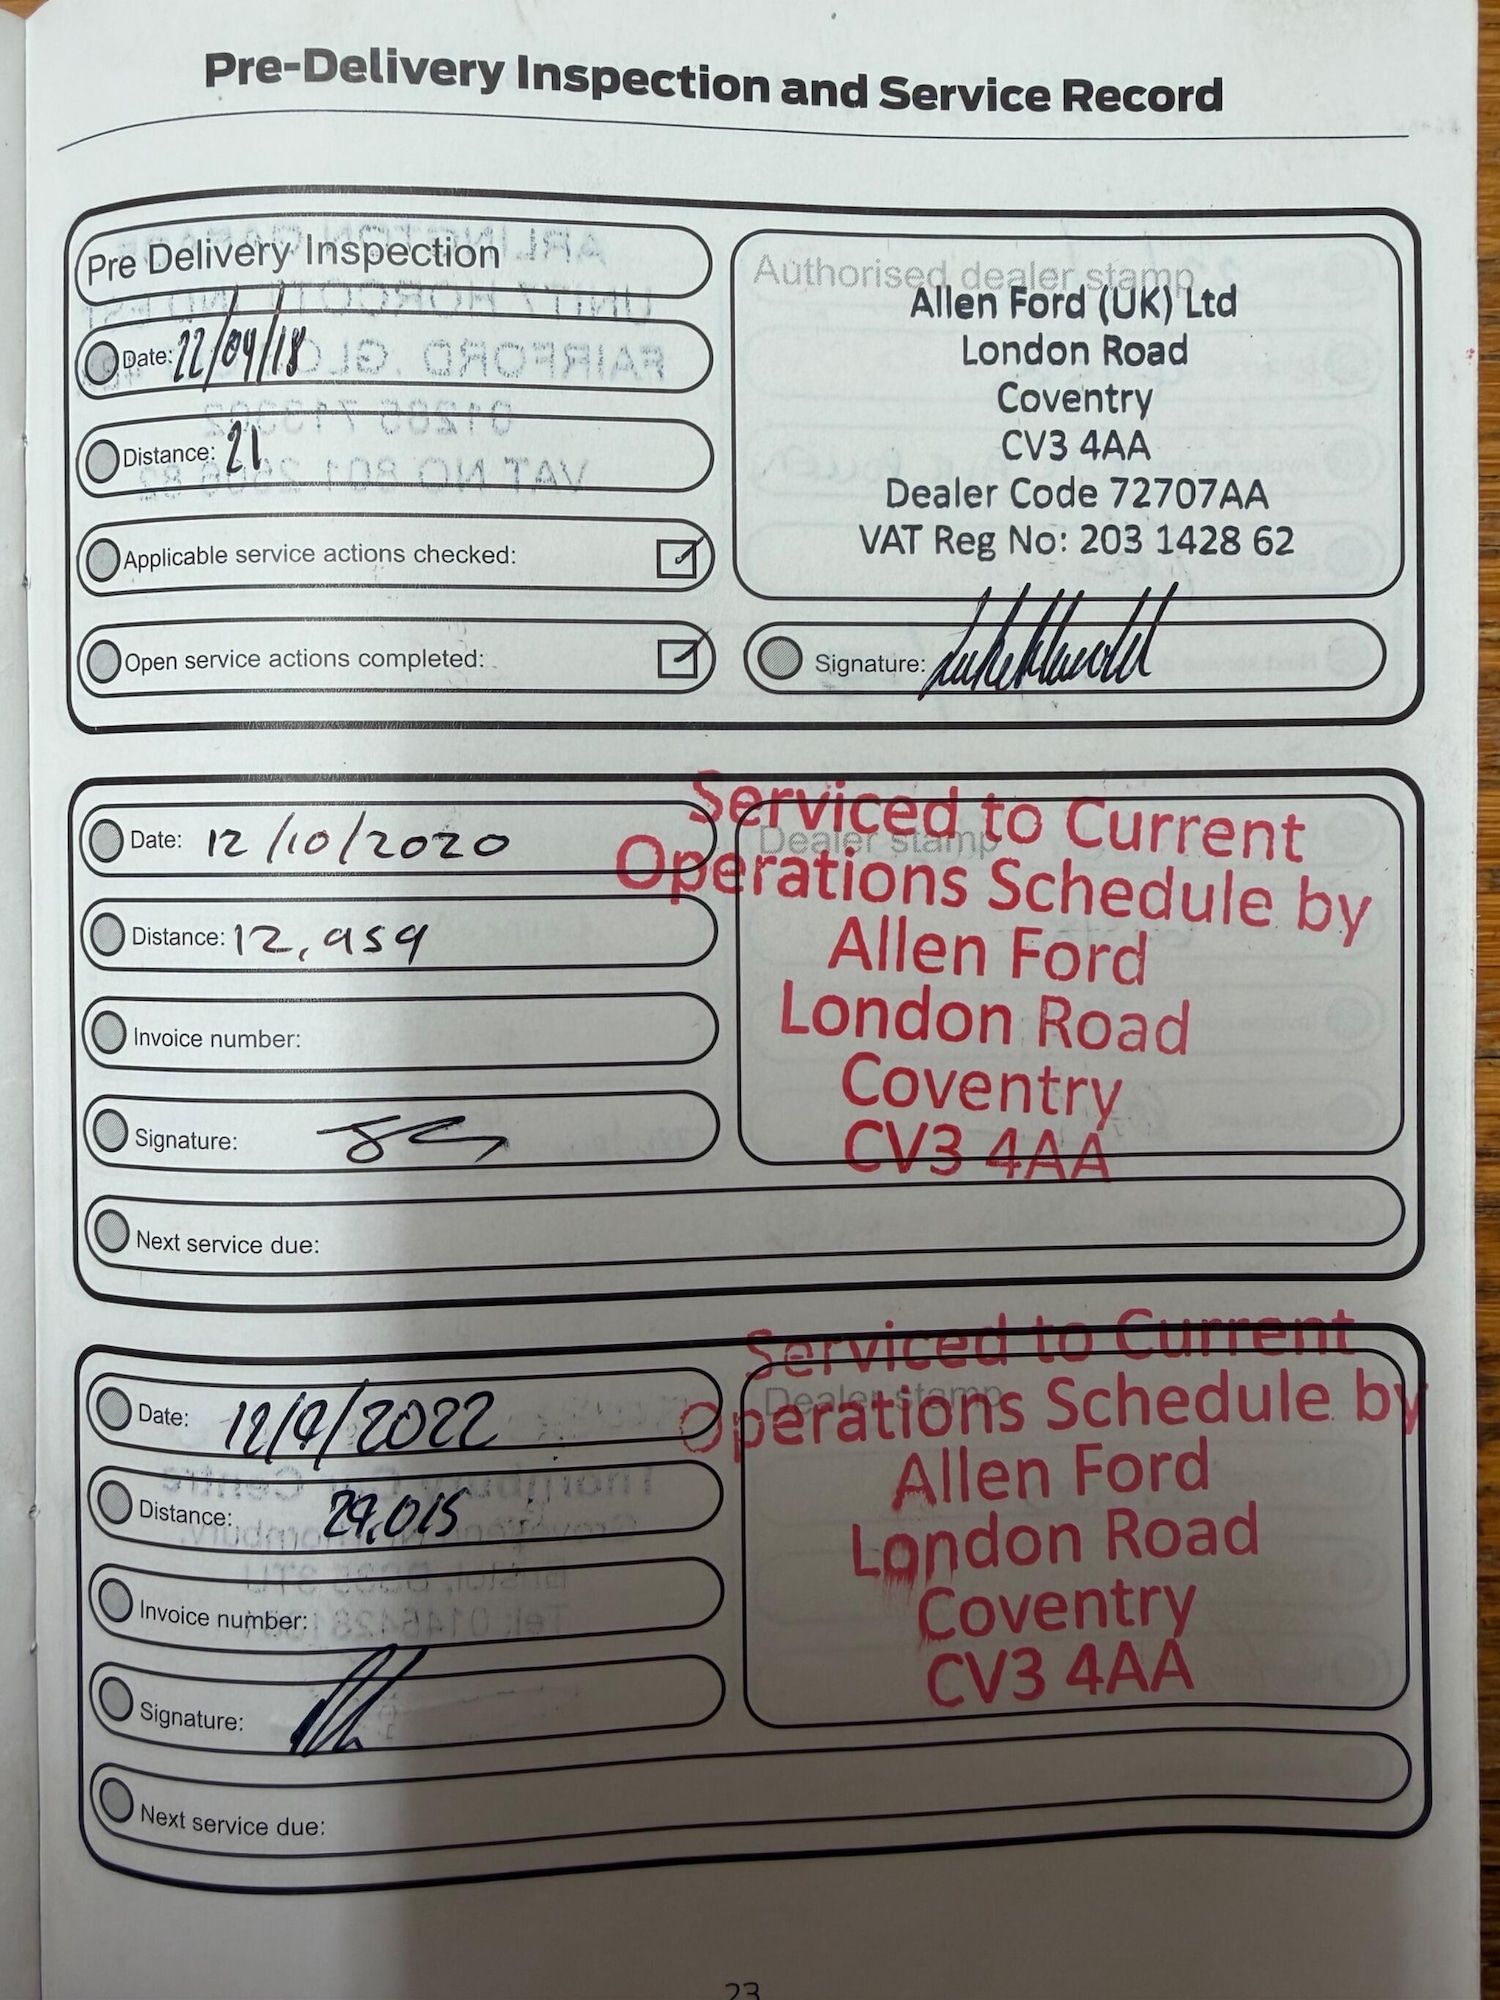 Pre-Delivery Inspection and Service Record
Pre Delivery Inspection
Date: 22/09/18
Distance: 21
Applicable service actions checked:
Open service actions completed:
Authorised dealer stamp
Allen Ford (UK) Ltd
London Road
Coventry
CV3 4AA
Dealer Code 72707AA
VAT Reg No: 203 1428 62
Signature:
Date: 12/10/2020
Distance: 12,959
Invoice number:
Signature:
Next service due:
Dealer stamp
Serviced to Current
Operations Schedule by
Allen Ford
London Road
Coventry
CV3 4AA
Date: 12/9/2022
Distance: 29,015
Invoice number:
Signature:
Next service due:
Dealer stamp
Serviced to Current
Operations Schedule by
Allen Ford
London Road
Coventry
CV3 4AA
23